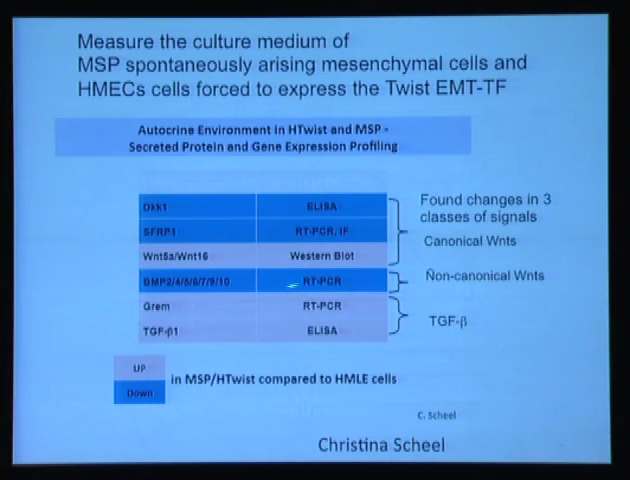 Measure the culture medium of
MSP spontaneously arising mesenchymal cells and
HMECs cells forced to express the Twist EMT-TF
Autocrine Environment in HTwist and MSP -
Secreted Protein and Gene Expression Profiling
Dkk1 ELISA
SFRP1 RT-PCR, IF
Wnt5a/Wnt16 Western Blot
BMP2/4/5/6/7/9/10 RT-PCR
Grem RT-PCR
TGF-β1 ELISA
Found changes in 3
classes of signals
Canonical Wnts
Non-canonical Wnts
TGF-β
UP
Down
in MSP/HTwist compared to HMLE cells
C. Scheel
Christina Scheel